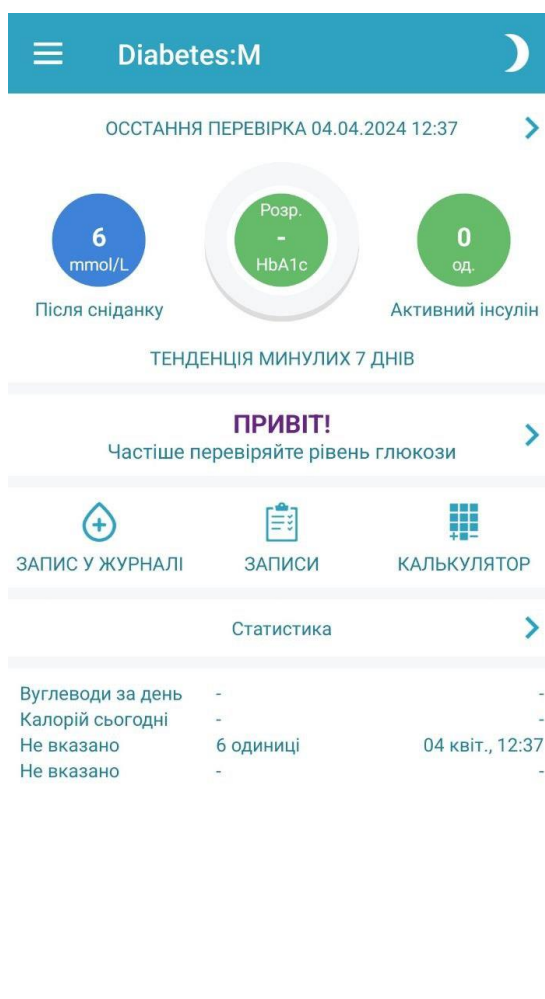 Diabetes:M
ОССТАННЯ ПЕРЕВІРКА 04.04.2024 12:37
6
mmol/L
Після сніданку
Розр.
-
HbA1c
0
од.
Активний інсулін
ТЕНДЕНЦІЯ МИНУЛИХ 7 ДНІВ
ПРИВІТ!
Частіше перевіряйте рівень глюкози
ЗАПИС У ЖУРНАЛІ ЗАПИСИ КАЛЬКУЛЯТОР
Статистика
Вуглеводи за день - -
Калорій сьогодні - -
Не вказано 6 одиниці 04 квіт., 12:37
Не вказано - -